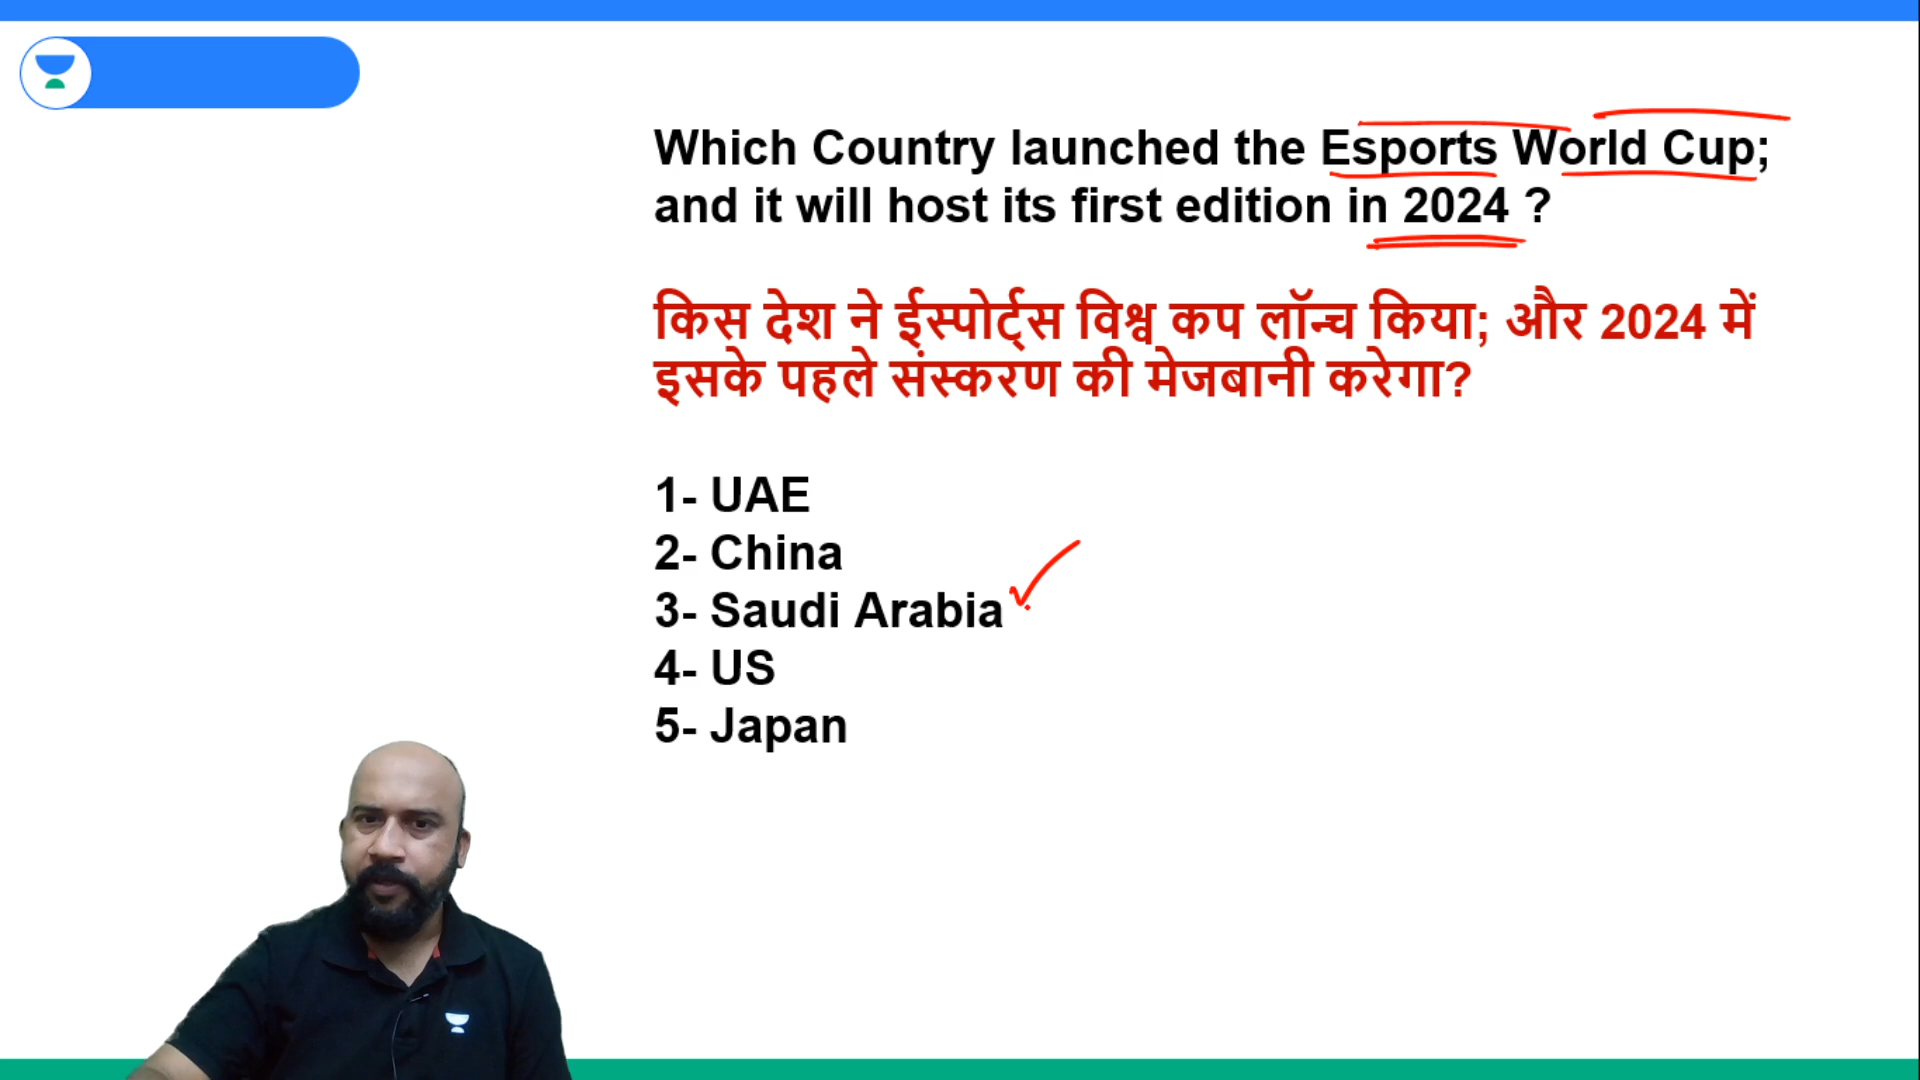 Which Country launched the Esports World Cup;
and it will host its first edition in 2024 ?
किस देश ने ईस्पोर्ट्स विश्व कप लॉन्च किया; और 2024 में
इसके पहले संस्करण की मेजबानी करेगा?
1- UAE
2- China
3- Saudi Arabia
4- US
5- Japan